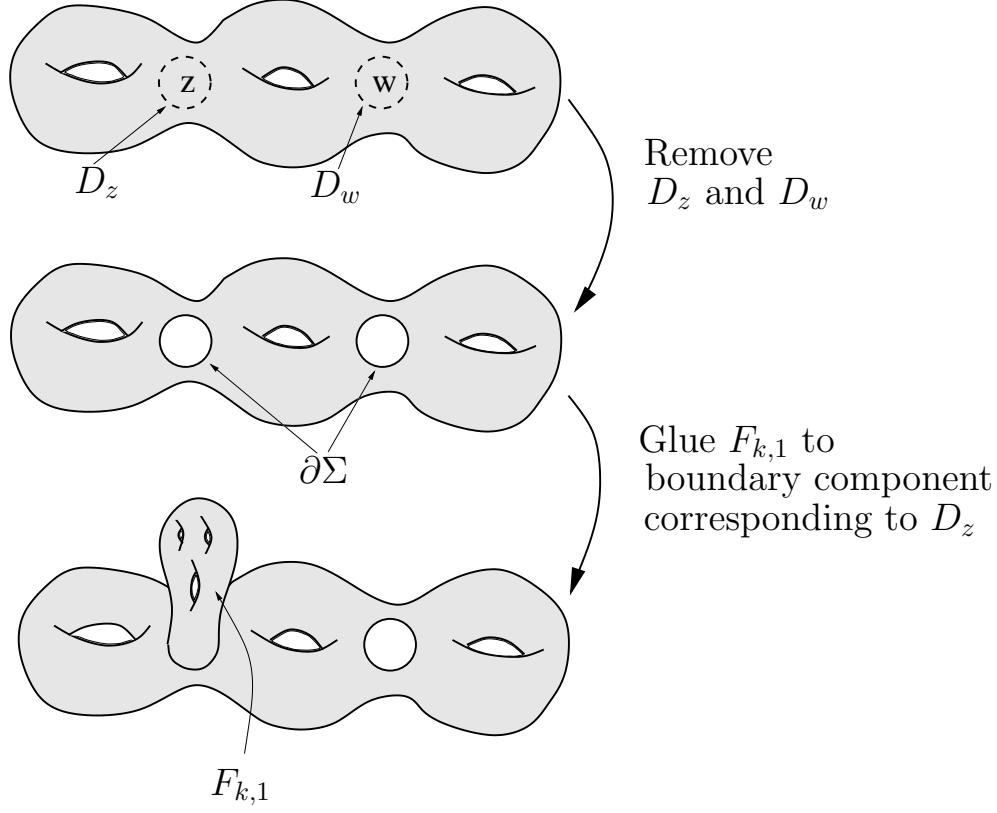 z
w
D_z
D_w
Remove
D_z and D_w
∂Σ
Glue F_{k,1} to
boundary component
corresponding to D_z
F_{k,1}